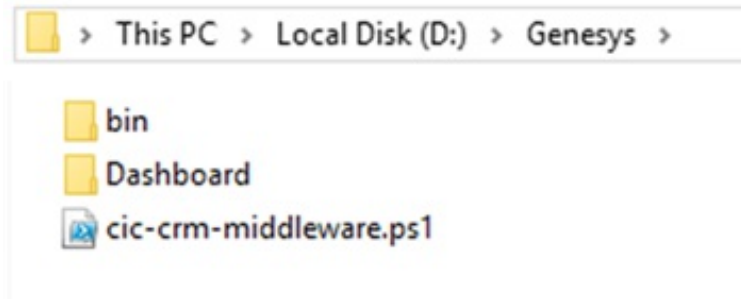 > This PC > Local Disk (D:) > Genesys >
bin
Dashboard
cic-crm-middleware.ps1